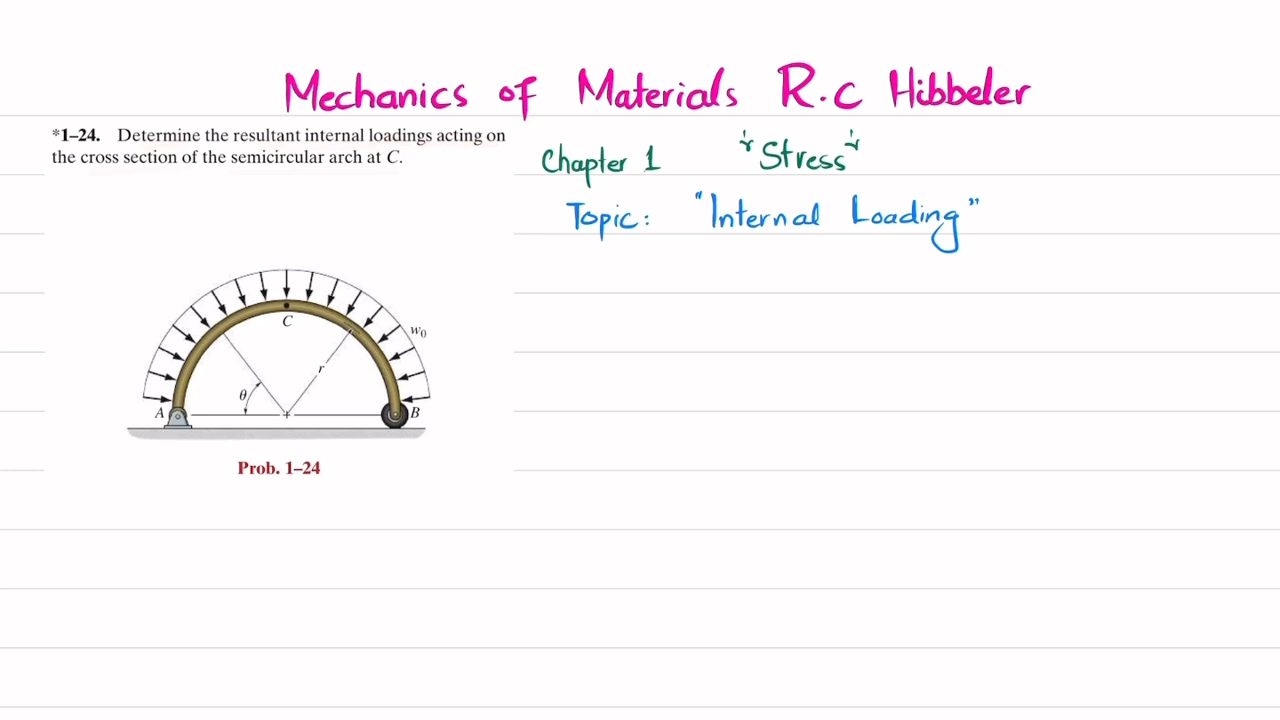 Mechanics of Materials R.C Hibbeler
*1–24. Determine the resultant internal loadings acting on
the cross section of the semicircular arch at C.
Chapter 1 "Stress"
Topic: "Internal Loading"
C
w0
r
θ
A
B
Prob. 1–24